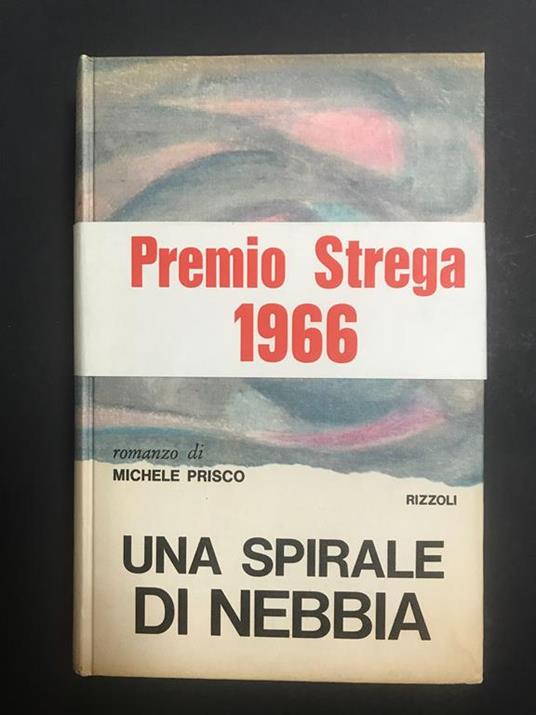 Premio Strega
1966
romanzo di
MICHELE PRISCO
RIZZOLI
UNA SPIRALE
DI NEBBIA